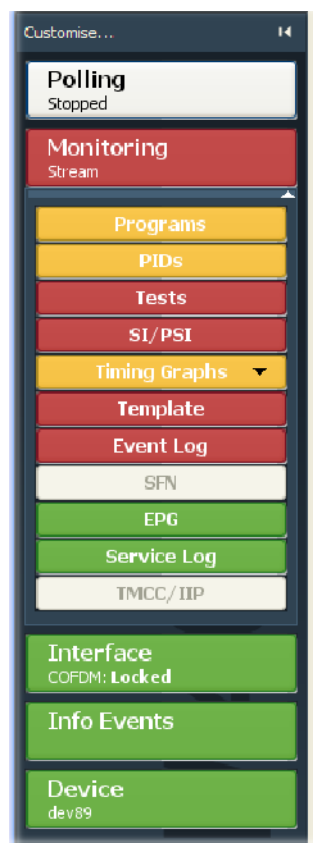 Customise...
Polling
Stopped
Monitoring
Stream
Programs
PIDs
Tests
SI/PSI
Timing Graphs
Template
Event Log
SFN
EPG
Service Log
TMCC/IIP
Interface
COFDM: Locked
Info Events
Device
dev89